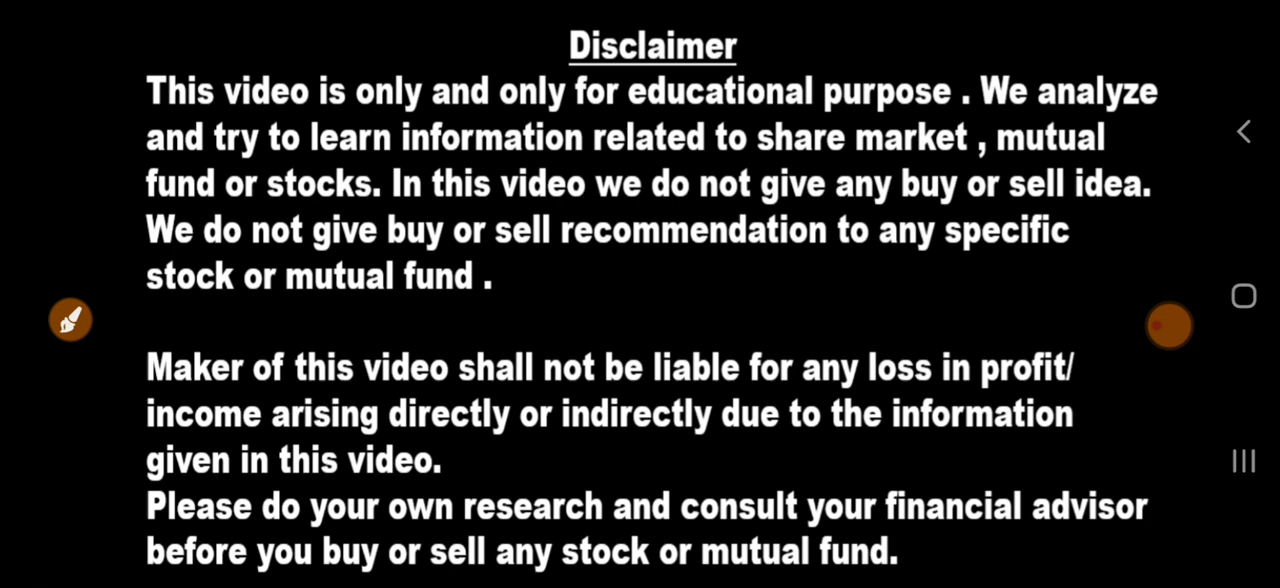 Disclaimer
This video is only and only for educational purpose . We analyze
and try to learn information related to share market , mutual
fund or stocks. In this video we do not give any buy or sell idea.
We do not give buy or sell recommendation to any specific
stock or mutual fund .
Maker of this video shall not be liable for any loss in profit/
income arising directly or indirectly due to the information
given in this video.
Please do your own research and consult your financial advisor
before you buy or sell any stock or mutual fund.